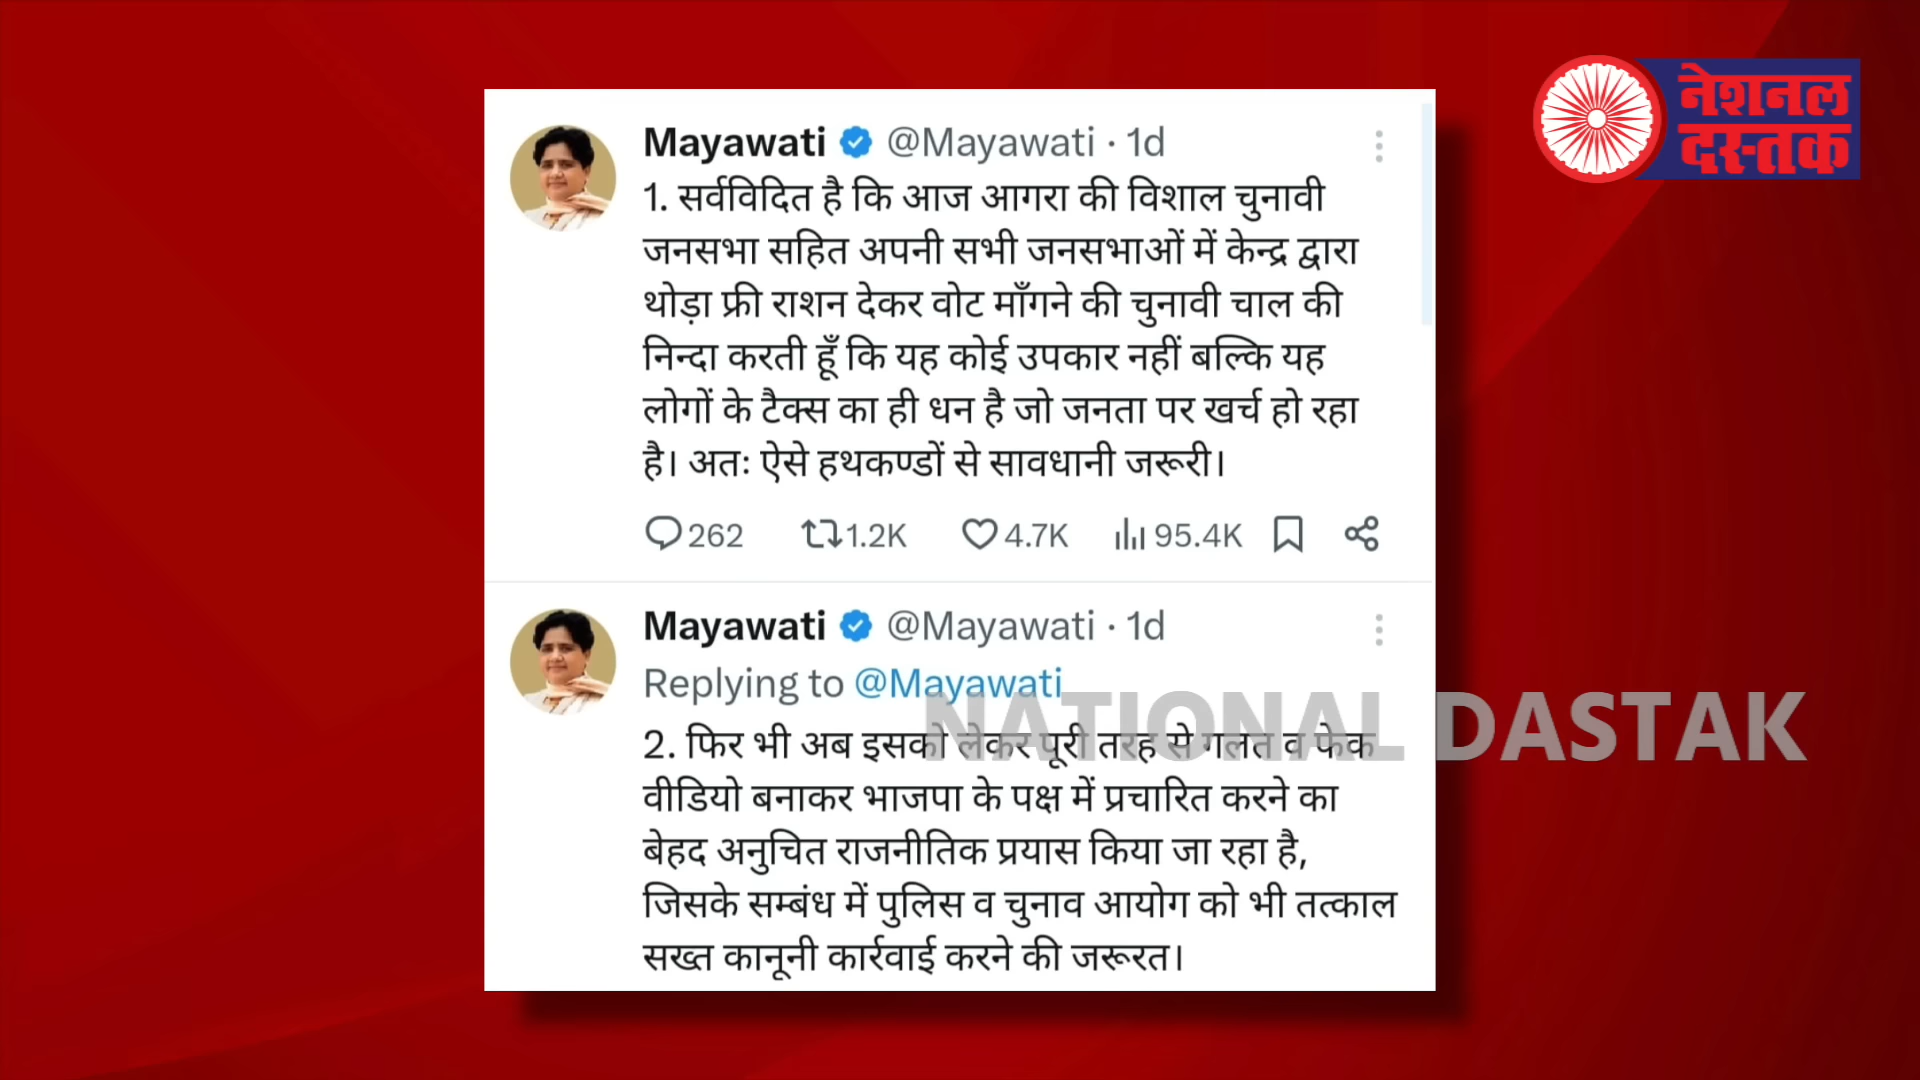 नेशनल
दस्तक
Mayawati @Mayawati · 1d
1. सर्वविदित है कि आज आगरा की विशाल चुनावी
जनसभा सहित अपनी सभी जनसभाओं में केन्द्र द्वारा
थोड़ा फ्री राशन देकर वोट माँगने की चुनावी चाल की
निन्दा करती हूँ कि यह कोई उपकार नहीं बल्कि यह
लोगों के टैक्स का ही धन है जो जनता पर खर्च हो रहा
है। अतः ऐसे हथकण्डों से सावधानी जरूरी।
262 1.2K 4.7K 95.4K
Mayawati @Mayawati · 1d
Replying to @Mayawati
NATIONAL DASTAK
2. फिर भी अब इसको लेकर पूरी तरह से गलत व फेक
वीडियो बनाकर भाजपा के पक्ष में प्रचारित करने का
बेहद अनुचित राजनीतिक प्रयास किया जा रहा है,
जिसके सम्बंध में पुलिस व चुनाव आयोग को भी तत्काल
सख्त कानूनी कार्रवाई करने की जरूरत।